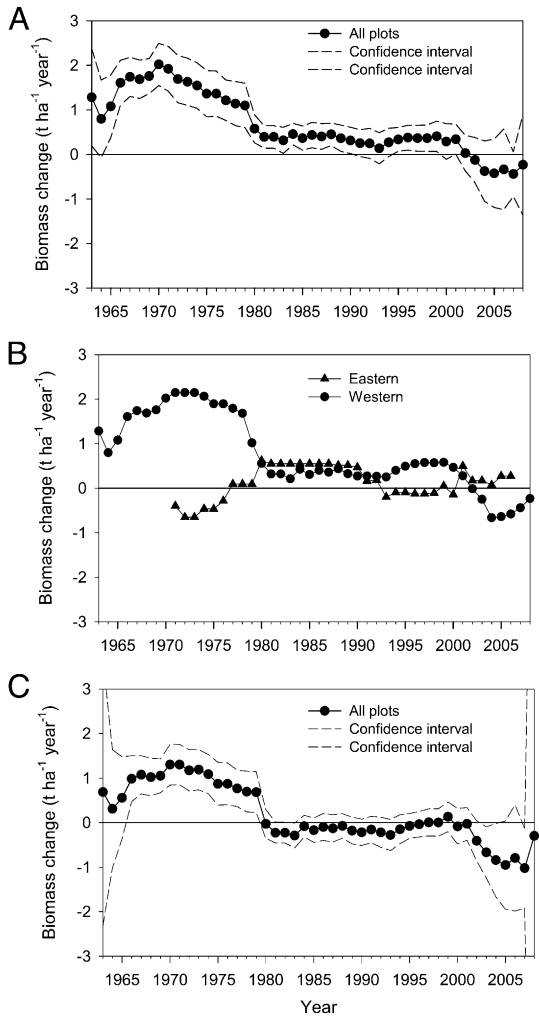 A
Biomass change (t ha-1 year-1)
3
2
1
0
-1
-2
-3
All plots
Confidence interval
Confidence interval
1965 1970 1975 1980 1985 1990 1995 2000 2005
B
Biomass change (t ha-1 year-1)
3
2
1
0
-1
-2
-3
Eastern
Western
1965 1970 1975 1980 1985 1990 1995 2000 2005
C
Biomass change (t ha-1 year-1)
3
2
1
0
-1
-2
-3
All plots
Confidence interval
Confidence interval
1965 1970 1975 1980 1985 1990 1995 2000 2005
Year